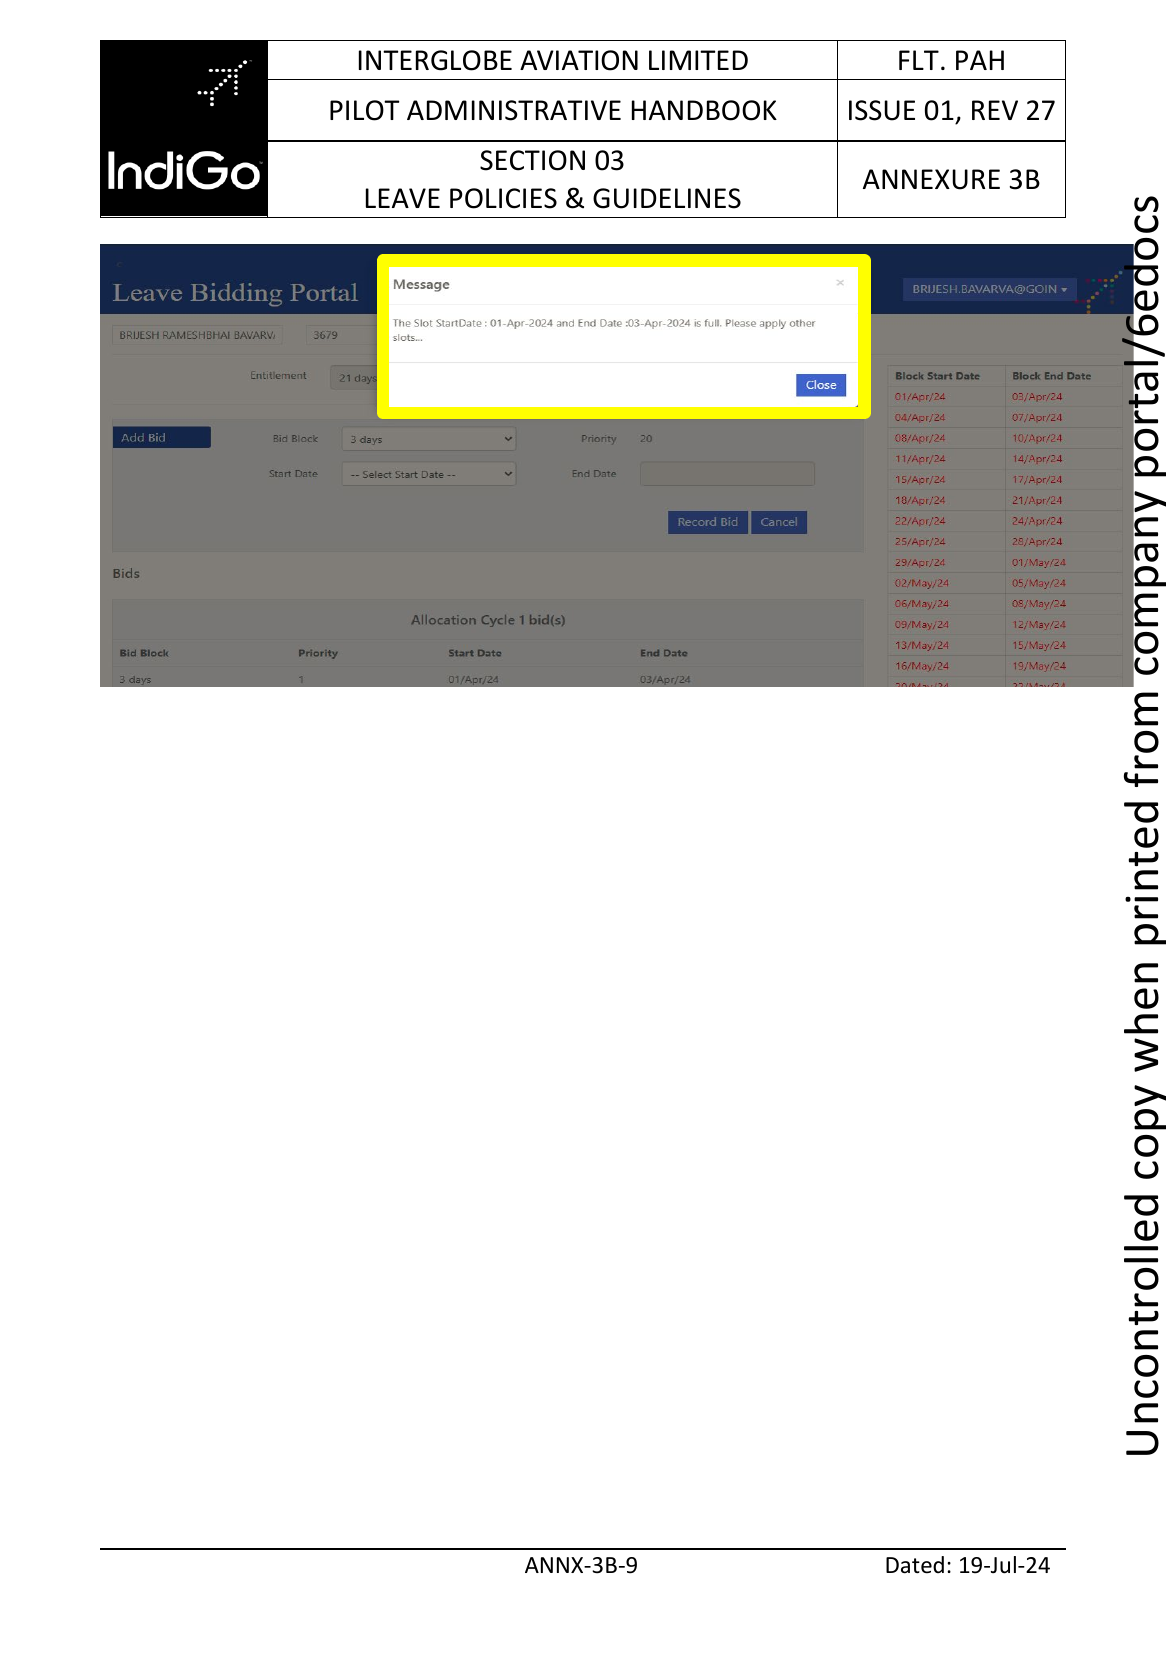 INTERGLOBE AVIATION LIMITED
FLT. PAH
PILOT ADMINISTRATIVE HANDBOOK
ISSUE 01, REV 27
IndiGo
SECTION 03
LEAVE POLICIES & GUIDELINES
ANNEXURE 3B
Leave Bidding Portal
BRIJESH.BAVARVA@GOIN
Message
×
The Slot StartDate : 01-Apr-2024 and End Date :03-Apr-2024 is full. Please apply other
slots...
Close
BRIJESH RAMESHBHAI BAVARV
3679
Entitlement
21 days
Add Bid
Bid Block
3 days
Priority
20
Start Date
-- Select Start Date --
End Date
Record Bid
Cancel
Bids
Allocation Cycle 1 bid(s)
Bid Block Priority Start Date End Date
3 days 1 01/Apr/24 03/Apr/24
Block Start Date Block End Date
01/Apr/24 03/Apr/24
04/Apr/24 07/Apr/24
08/Apr/24 10/Apr/24
11/Apr/24 14/Apr/24
15/Apr/24 17/Apr/24
18/Apr/24 21/Apr/24
22/Apr/24 24/Apr/24
25/Apr/24 28/Apr/24
29/Apr/24 01/May/24
02/May/24 05/May/24
06/May/24 08/May/24
09/May/24 12/May/24
13/May/24 15/May/24
16/May/24 19/May/24
20/May/24 22/May/24
Uncontrolled copy when printed from company portal/6edocs
ANNX-3B-9
Dated: 19-Jul-24